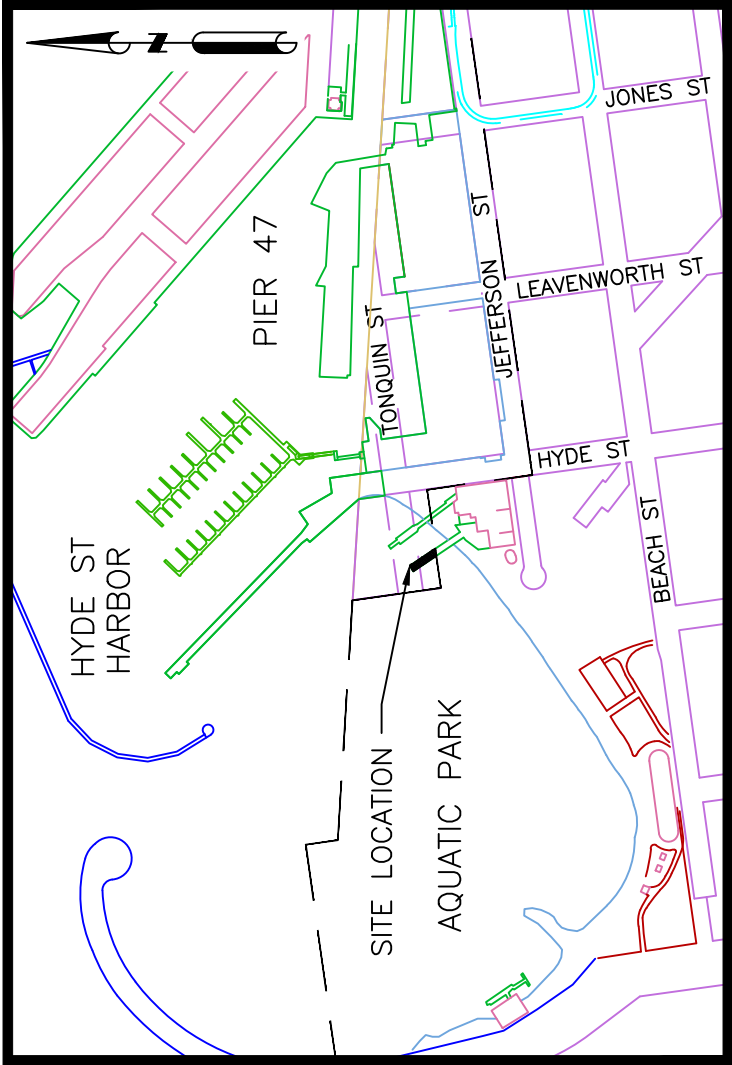 N
JONES ST
PIER 47
TONQUIN ST
JEFFERSON ST
LEAVENWORTH ST
HYDE ST
HYDE ST
HARBOR
BEACH ST
SITE LOCATION
AQUATIC PARK